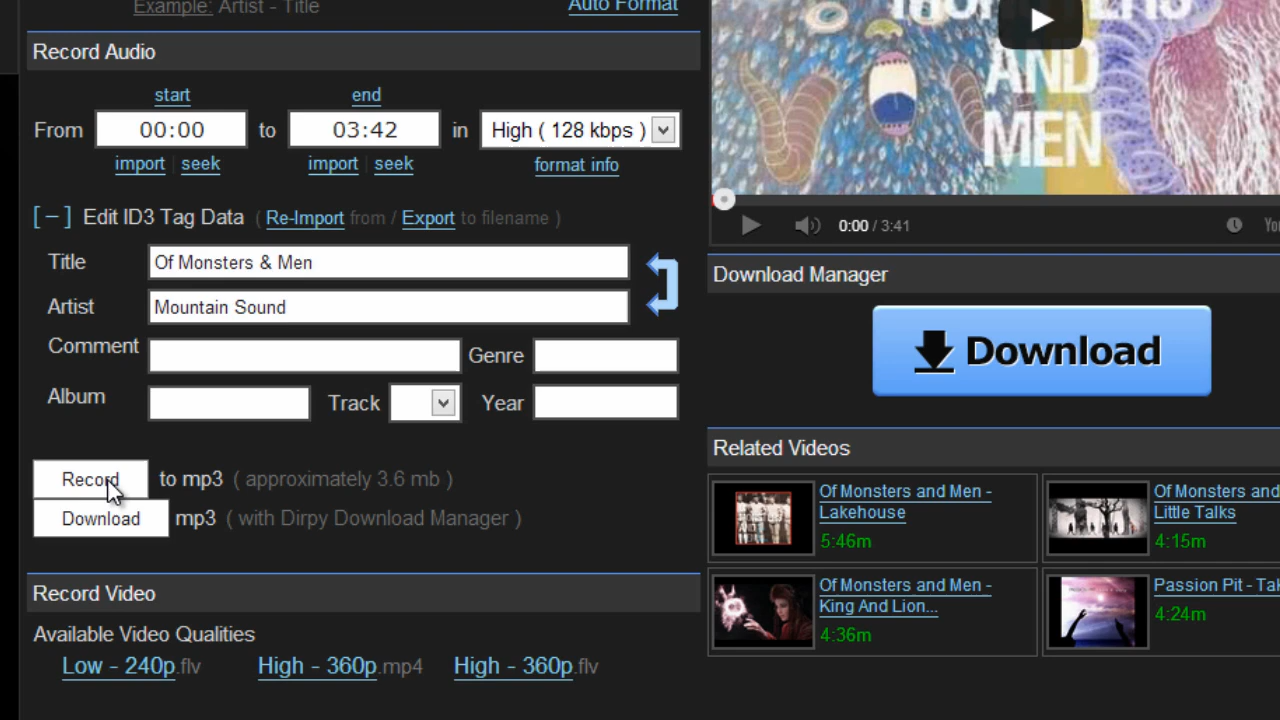 Example: Artist - Title
Auto Format
Record Audio
start
end
From 00:00 to 03:42 in High ( 128 kbps )
import | seek
import | seek
format info
[ − ] Edit ID3 Tag Data ( Re-Import from / Export to filename )
Title Of Monsters & Men
Artist Mountain Sound
Comment
Genre
Album
Track
Year
Record to mp3 ( approximately 3.6 mb )
Download mp3 ( with Dirpy Download Manager )
Record Video
Available Video Qualities
Low - 240p.flv High - 360p.mp4 High - 360p.flv
AND
MEN
0:00 / 3:41
Download Manager
Download
Related Videos
Of Monsters and Men -
Lakehouse
5:46m
Of Monsters and
Little Talks
4:15m
Of Monsters and Men -
King And Lion...
4:36m
Passion Pit - Ta
4:24m